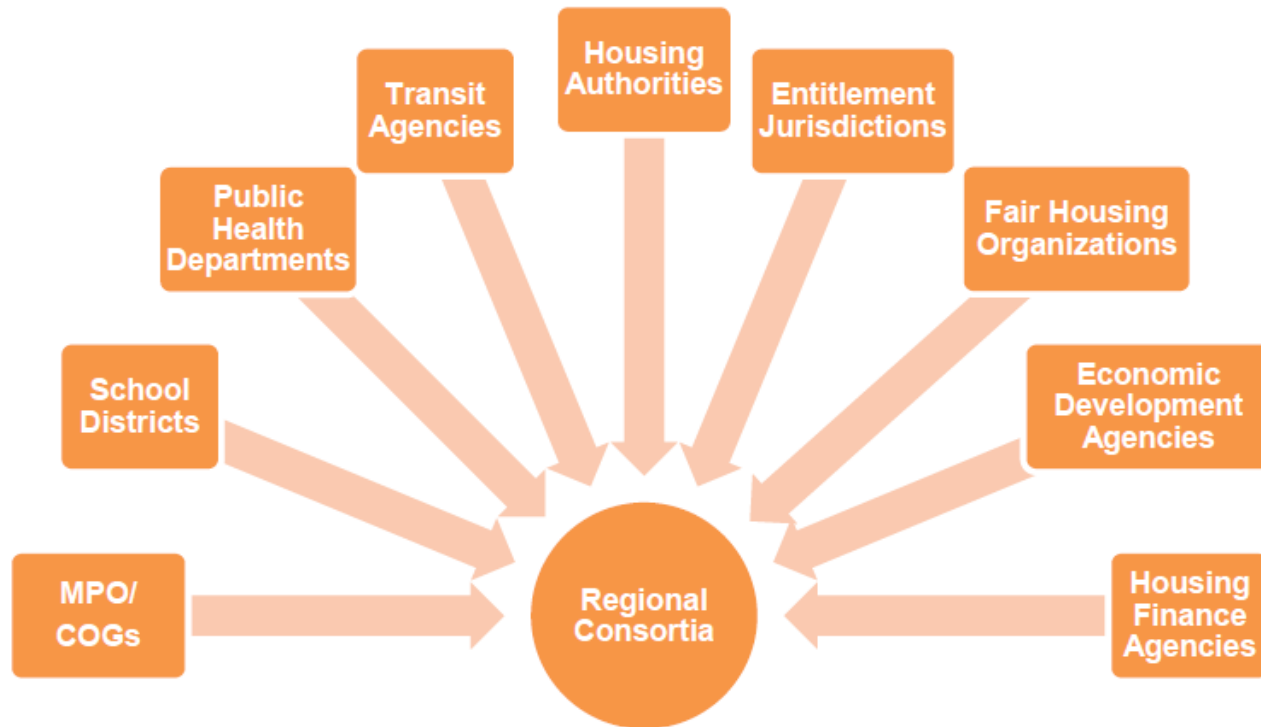 MPO/
COGs
School
Districts
Public
Health
Departments
Transit
Agencies
Housing
Authorities
Entitlement
Jurisdictions
Fair Housing
Organizations
Economic
Development
Agencies
Housing
Finance
Agencies
Regional
Consortia